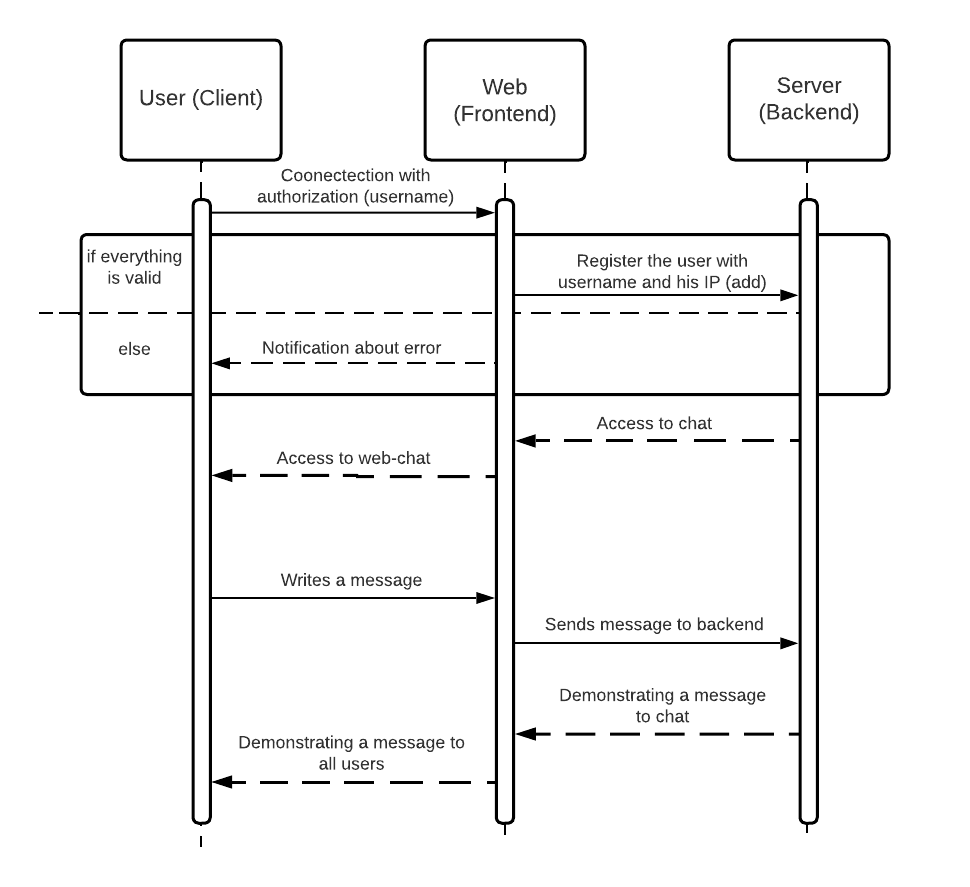 User (Client)
Web
(Frontend)
Server
(Backend)
Coonectection with
authorization (username)
if everything
is valid
Register the user with
username and his IP (add)
else
Notification about error
Access to chat
Access to web-chat
Writes a message
Sends message to backend
Demonstrating a message
to chat
Demonstrating a message to
all users